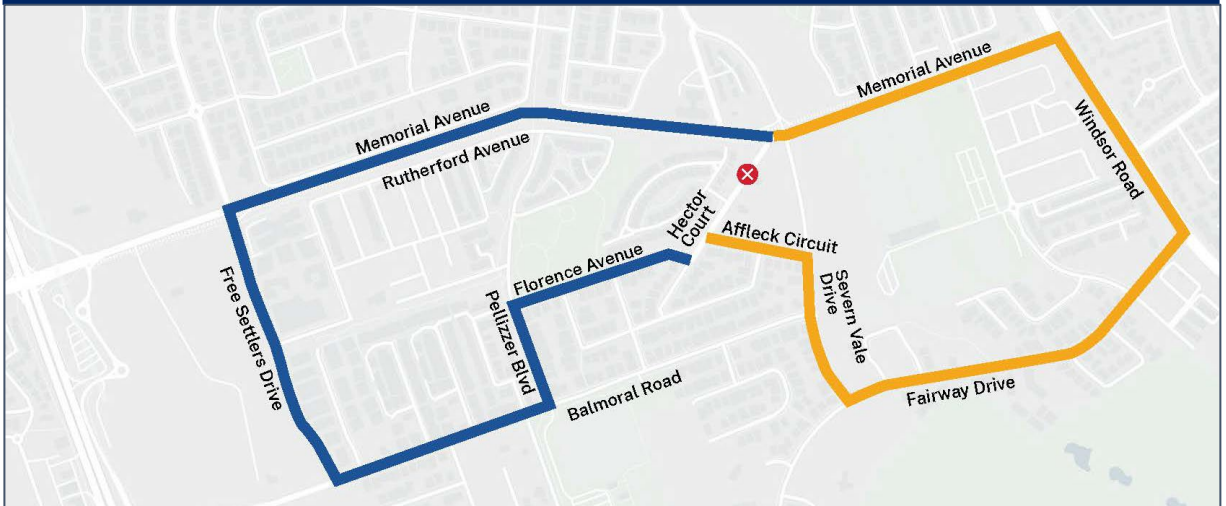 Memorial Avenue
Memorial Avenue
Rutherford Avenue
Windsor Road
Hector
Court
Affleck Circuit
Florence Avenue
Free Settlers Drive
Pellizzer Blvd
Severn Vale
Drive
Balmoral Road
Fairway Drive